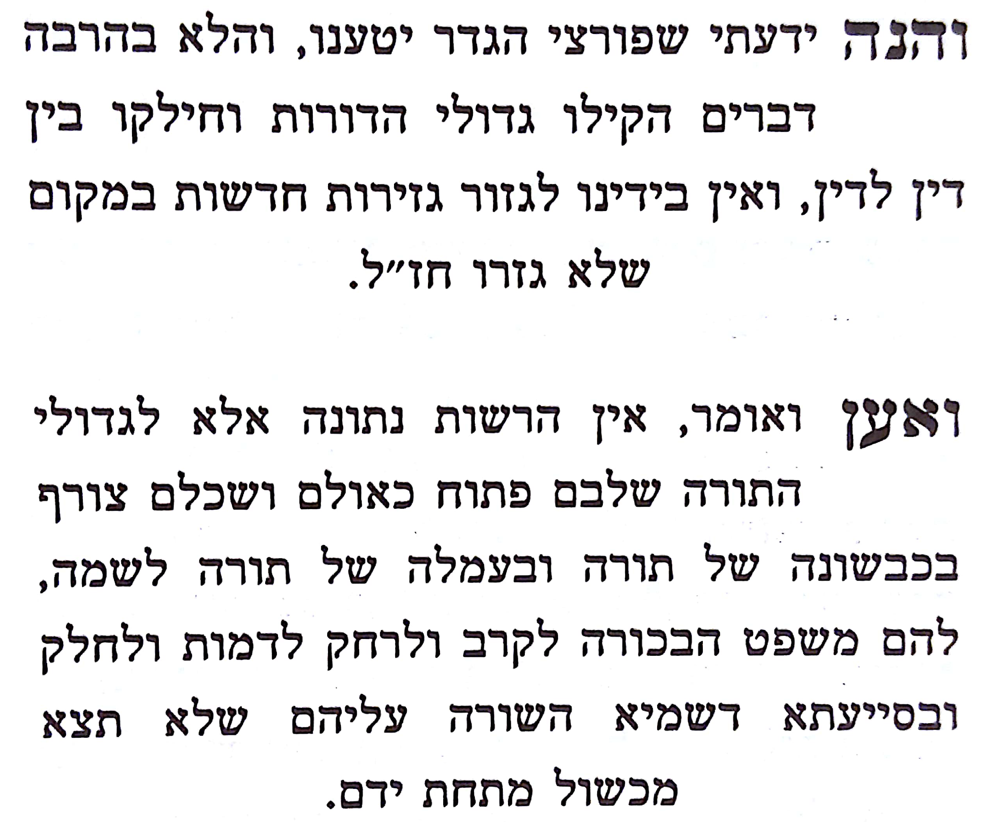 והנה ידעתי שפורצי הגדר יטענו, והלא בהרבה
דברים הקילו גדולי הדורות וחילקו בין
דין לדין, ואין בידינו לגזור גזירות חדשות במקום
שלא גזרו חז״ל.
ואען ואומר, אין הרשות נתונה אלא לגדולי
התורה שלבם פתוח כאולם ושכלם צורף
בכבשונה של תורה ובעמלה של תורה לשמה,
להם משפט הבכורה לקרב ולרחק לדמות ולחלק
ובסייעתא דשמיא השורה עליהם שלא תצא
מכשול מתחת ידם.